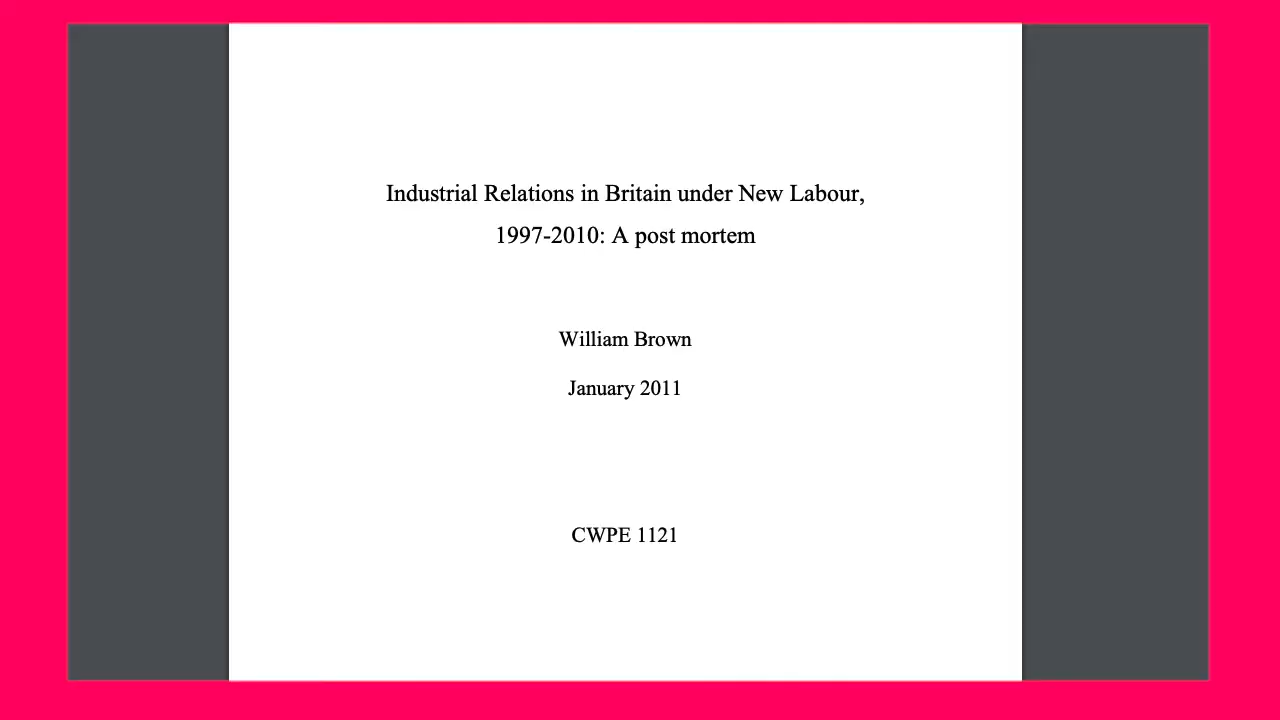 Industrial Relations in Britain under New Labour,
1997-2010: A post mortem
William Brown
January 2011
CWPE 1121